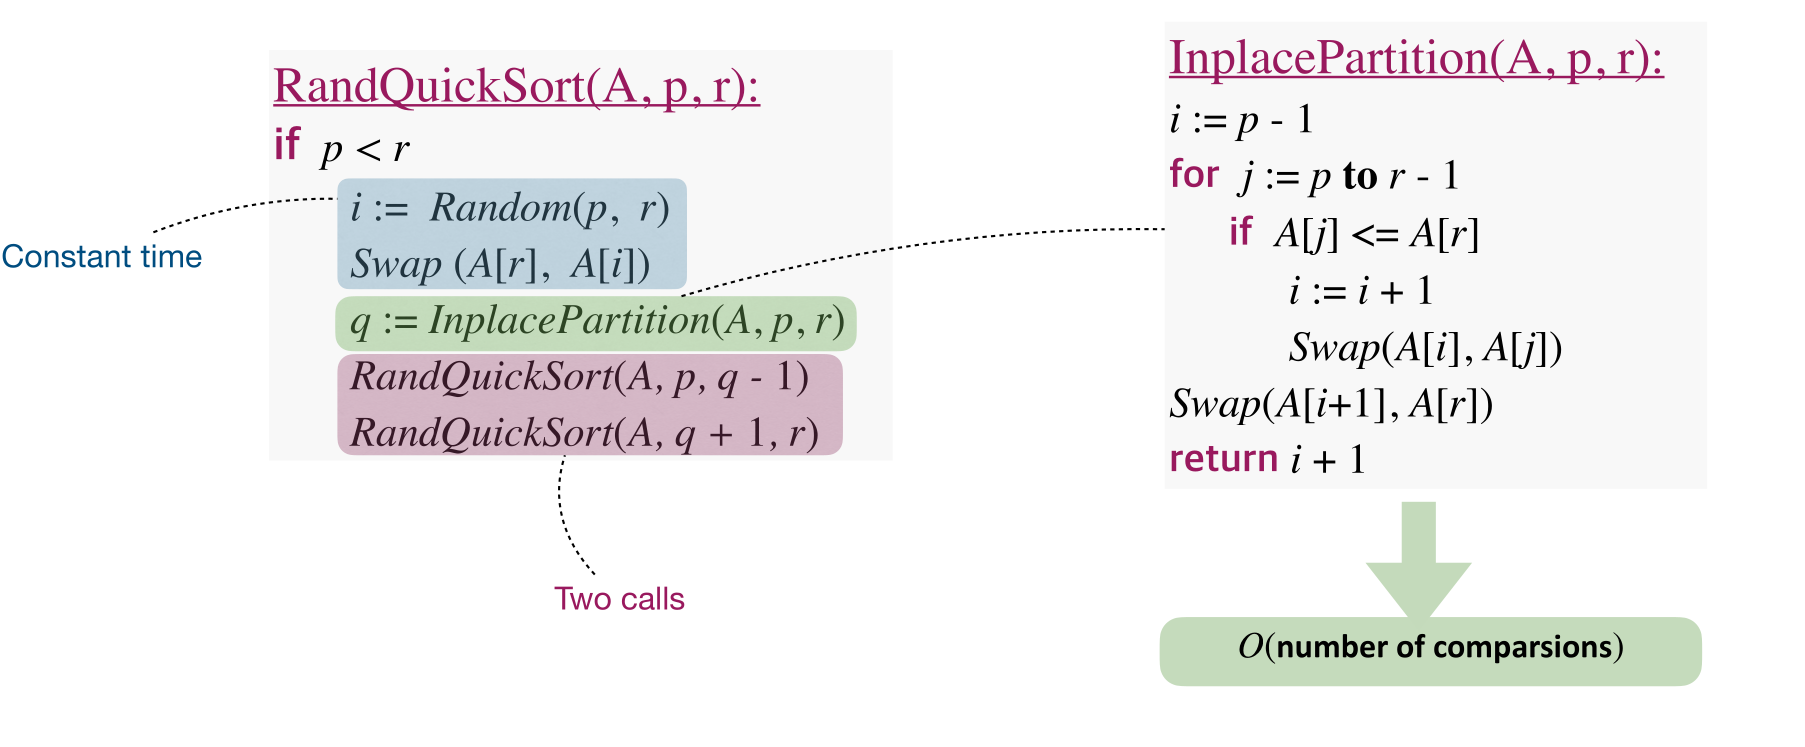 RandQuickSort(A, p, r):
if p < r
i := Random(p, r)
Swap (A[r], A[i])
q := InplacePartition(A, p, r)
RandQuickSort(A, p, q - 1)
RandQuickSort(A, q + 1, r)
Constant time
Two calls
InplacePartition(A, p, r):
i := p - 1
for j := p to r - 1
if A[j] <= A[r]
i := i + 1
Swap(A[i], A[j])
Swap(A[i+1], A[r])
return i + 1
O(number of comparsions)